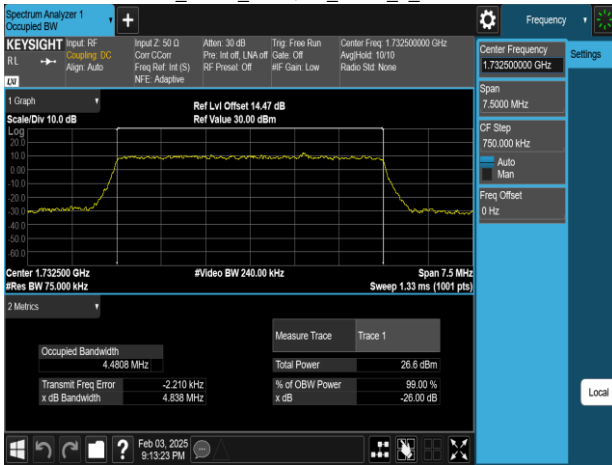 Spectrum Analyzer 1
Occupied BW
Frequency
KEYSIGHT
Input: RF
Input Z: 50 Ω
Atten: 30 dB
Trig: Free Run
Center Freq: 1.732500000 GHz
R L
Coupling: DC
Corr CCorr
Pre: Int off, LNA off
Gate: Off
Avg|Hold: 10/10
Align: Auto
Freq Ref: Int (S)
RF Presel: Off
#IF Gain: Low
Radio Std: None
LXI
NFE: Adaptive
Center Frequency
1.732500000 GHz
Settings
Span
7.5000 MHz
CF Step
750.000 kHz
Auto
Man
Freq Offset
0 Hz
Local
1 Graph
Ref Lvl Offset 14.47 dB
Scale/Div 10.0 dB
Ref Value 30.00 dBm
Log
20.0
10.0
0.00
-10.0
-20.0
-30.0
-40.0
-50.0
-60.0
Center 1.732500 GHz
#Video BW 240.00 kHz
Span 7.5 MHz
#Res BW 75.000 kHz
Sweep 1.33 ms (1001 pts)
2 Metrics
Measure Trace
Trace 1
Occupied Bandwidth
4.4808 MHz
Total Power
26.6 dBm
Transmit Freq Error
-2.210 kHz
% of OBW Power
99.00 %
x dB Bandwidth
4.838 MHz
x dB
-26.00 dB
?
Feb 03, 2025
9:13:23 PM